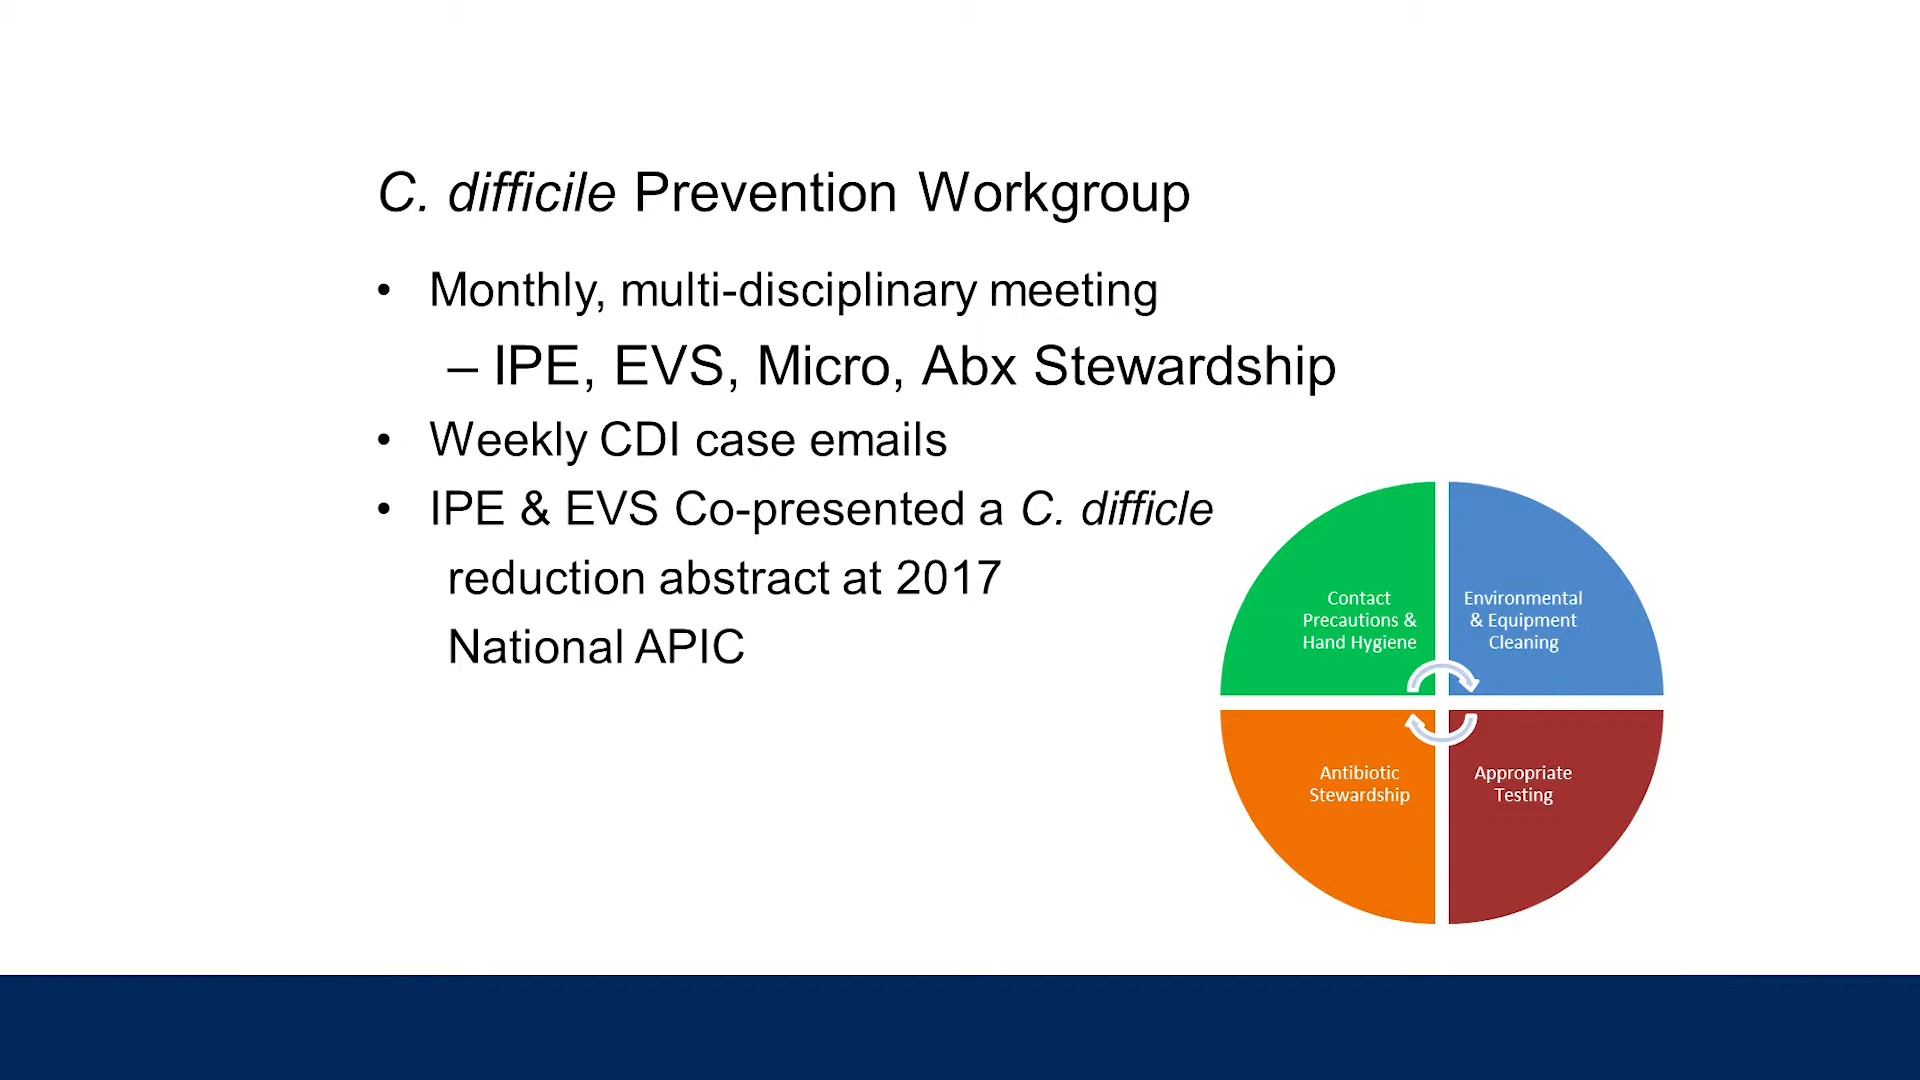 C. difficile Prevention Workgroup
• Monthly, multi-disciplinary meeting
– IPE, EVS, Micro, Abx Stewardship
• Weekly CDI case emails
• IPE & EVS Co-presented a C. difficle
reduction abstract at 2017
National APIC
Contact
Precautions &
Hand Hygiene
Environmental
& Equipment
Cleaning
Antibiotic
Stewardship
Appropriate
Testing